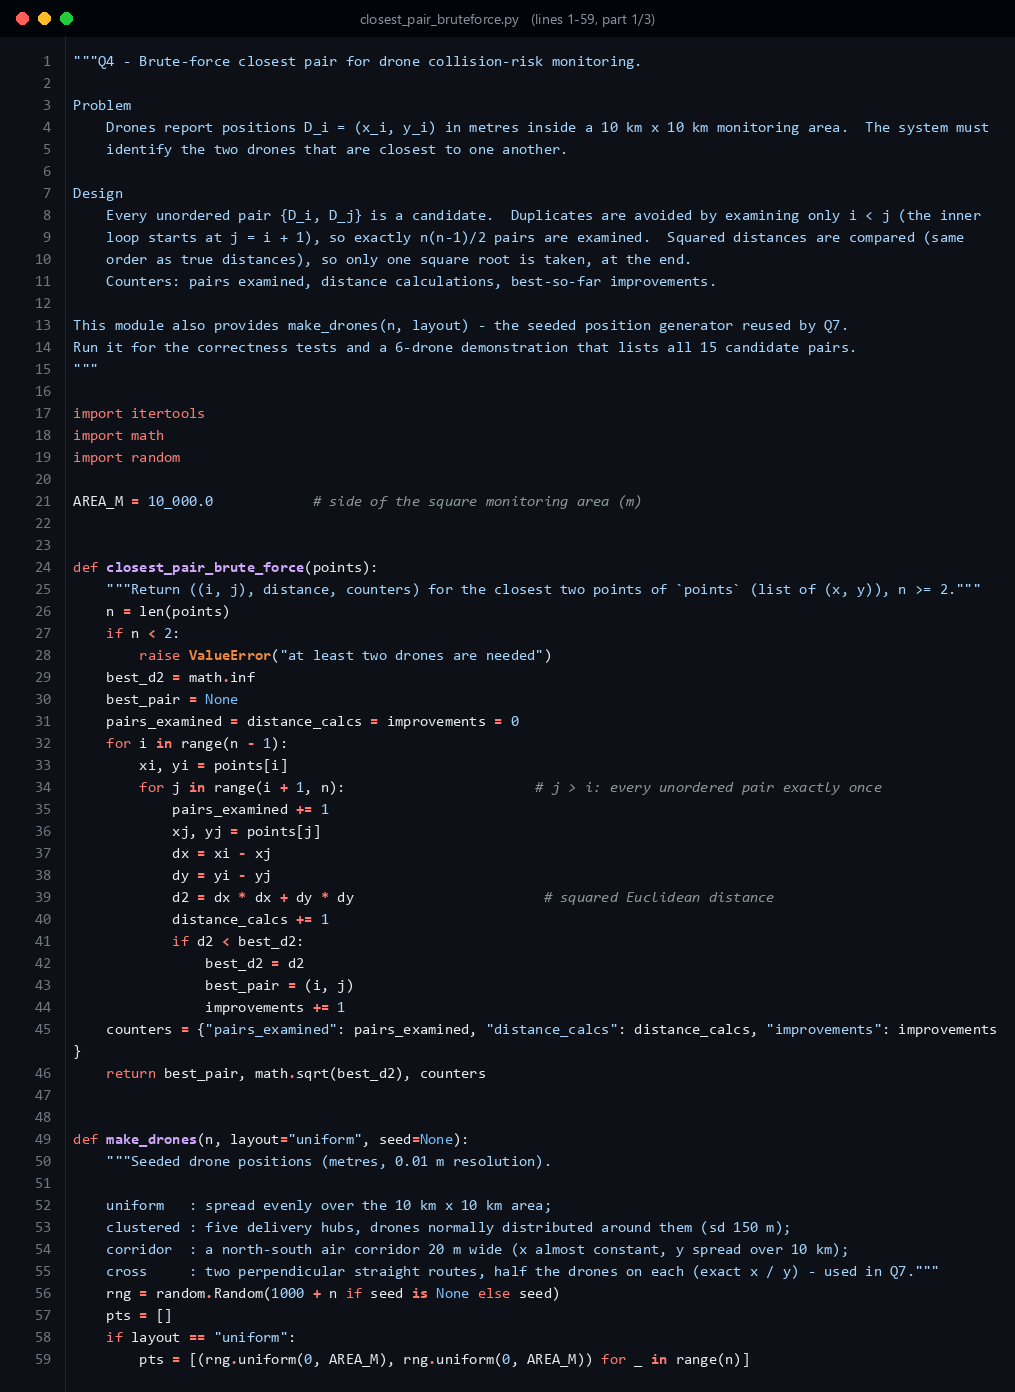 closest_pair_bruteforce.py   (lines 1-59, part 1/3)
1 """Q4 - Brute-force closest pair for drone collision-risk monitoring.
2
3 Problem
4     Drones report positions D_i = (x_i, y_i) in metres inside a 10 km x 10 km monitoring area.  The system must
5     identify the two drones that are closest to one another.
6
7 Design
8     Every unordered pair {D_i, D_j} is a candidate.  Duplicates are avoided by examining only i < j (the inner
9     loop starts at j = i + 1), so exactly n(n-1)/2 pairs are examined.  Squared distances are compared (same
10     order as true distances), so only one square root is taken, at the end.
11     Counters: pairs examined, distance calculations, best-so-far improvements.
12
13 This module also provides make_drones(n, layout) - the seeded position generator reused by Q7.
14 Run it for the correctness tests and a 6-drone demonstration that lists all 15 candidate pairs.
15 """
16
17 import itertools
18 import math
19 import random
20
21 AREA_M = 10_000.0            # side of the square monitoring area (m)
22
23
24 def closest_pair_brute_force(points):
25     """Return ((i, j), distance, counters) for the closest two points of `points` (list of (x, y)), n >= 2."""
26     n = len(points)
27     if n < 2:
28         raise ValueError("at least two drones are needed")
29     best_d2 = math.inf
30     best_pair = None
31     pairs_examined = distance_calcs = improvements = 0
32     for i in range(n - 1):
33         xi, yi = points[i]
34         for j in range(i + 1, n):                       # j > i: every unordered pair exactly once
35             pairs_examined += 1
36             xj, yj = points[j]
37             dx = xi - xj
38             dy = yi - yj
39             d2 = dx * dx + dy * dy                       # squared Euclidean distance
40             distance_calcs += 1
41             if d2 < best_d2:
42                 best_d2 = d2
43                 best_pair = (i, j)
44                 improvements += 1
45     counters = {"pairs_examined": pairs_examined, "distance_calcs": distance_calcs, "improvements": improvements
}
46     return best_pair, math.sqrt(best_d2), counters
47
48
49 def make_drones(n, layout="uniform", seed=None):
50     """Seeded drone positions (metres, 0.01 m resolution).
51
52     uniform   : spread evenly over the 10 km x 10 km area;
53     clustered : five delivery hubs, drones normally distributed around them (sd 150 m);
54     corridor  : a north-south air corridor 20 m wide (x almost constant, y spread over 10 km);
55     cross     : two perpendicular straight routes, half the drones on each (exact x / y) - used in Q7."""
56     rng = random.Random(1000 + n if seed is None else seed)
57     pts = []
58     if layout == "uniform":
59         pts = [(rng.uniform(0, AREA_M), rng.uniform(0, AREA_M)) for _ in range(n)]